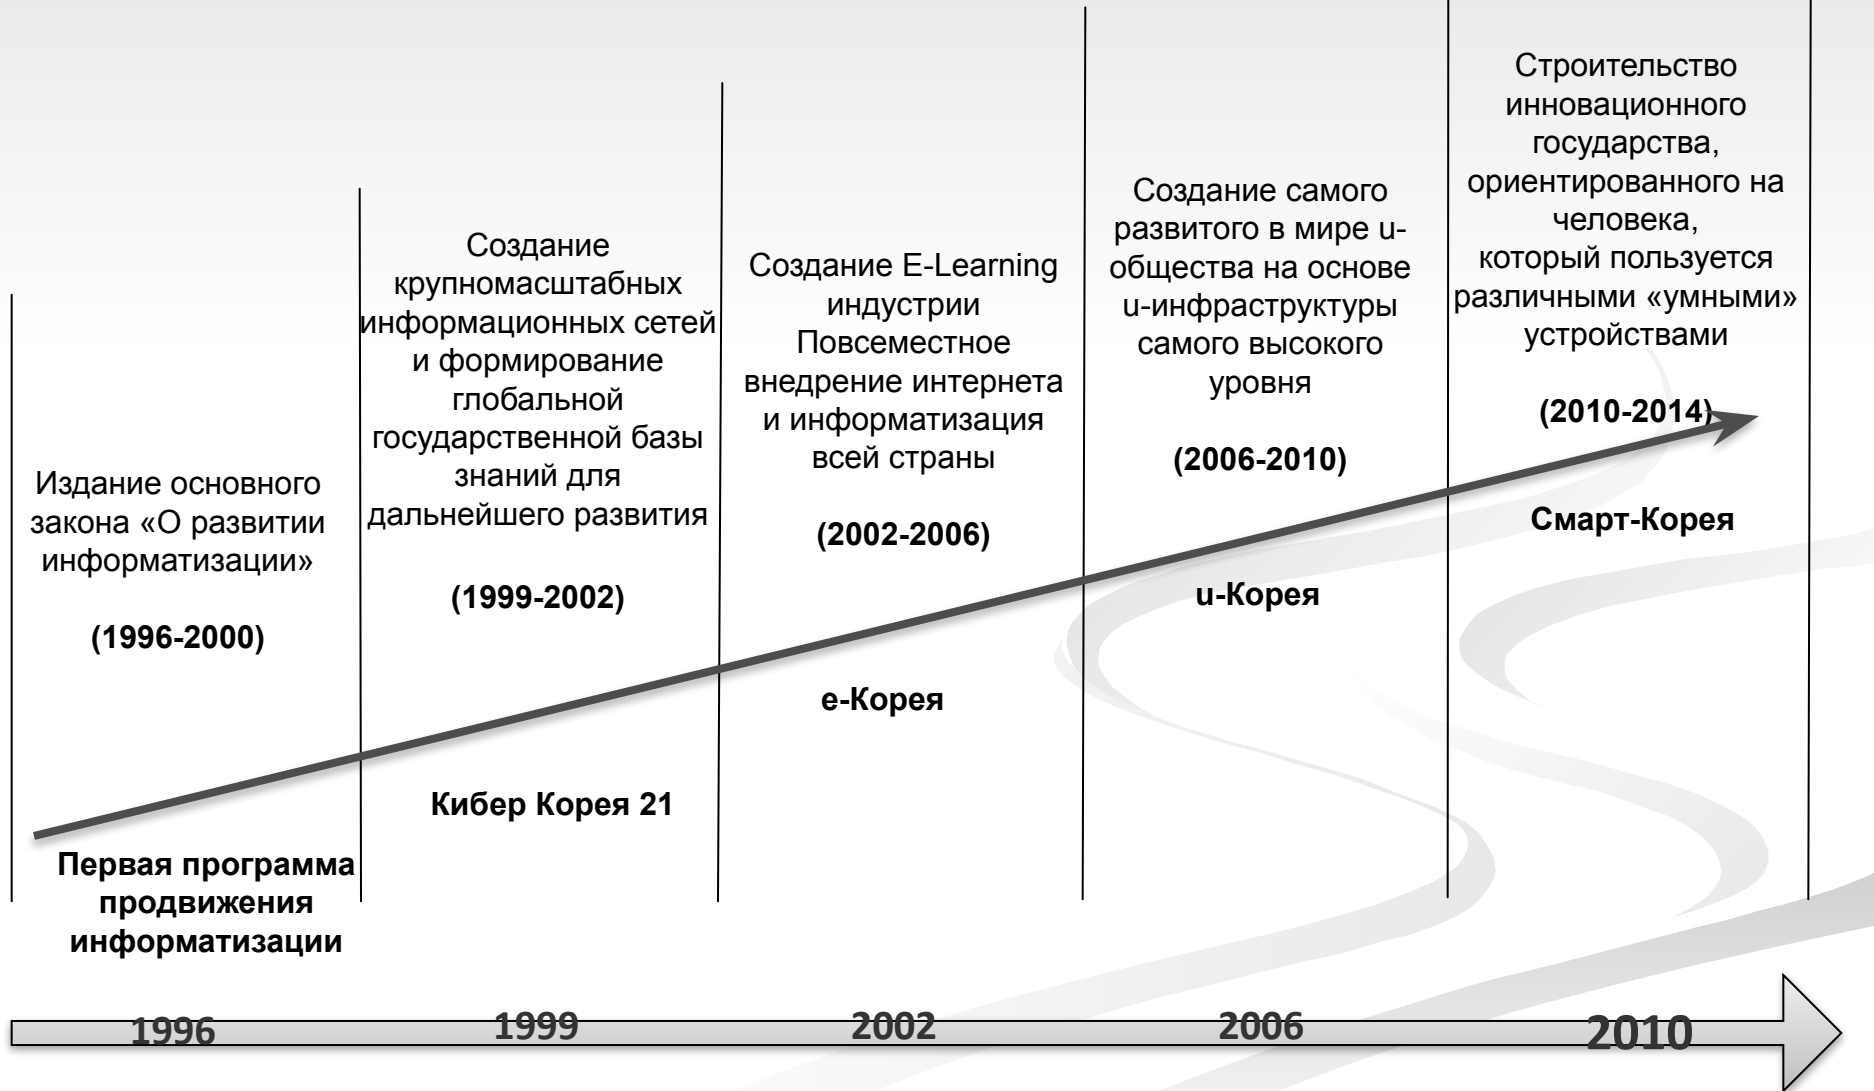 Издание основного
закона «О развитии
информатизации»
(1996-2000)
Первая программа
продвижения
информатизации
Создание
крупномасштабных
информационных сетей
и формирование
глобальной
государственной базы
знаний для
дальнейшего развития
(1999-2002)
Кибер Корея 21
Создание E-Learning
индустрии
Повсеместное
внедрение интернета
и информатизация
всей страны
(2002-2006)
е-Корея
Создание самого
развитого в мире u-
общества на основе
u-инфраструктуры
самого высокого
уровня
(2006-2010)
u-Корея
Строительство
инновационного
государства,
ориентированного на
человека,
который пользуется
различными «умными»
устройствами
(2010-2014)
Смарт-Корея
1996
1999
2002
2006
2010